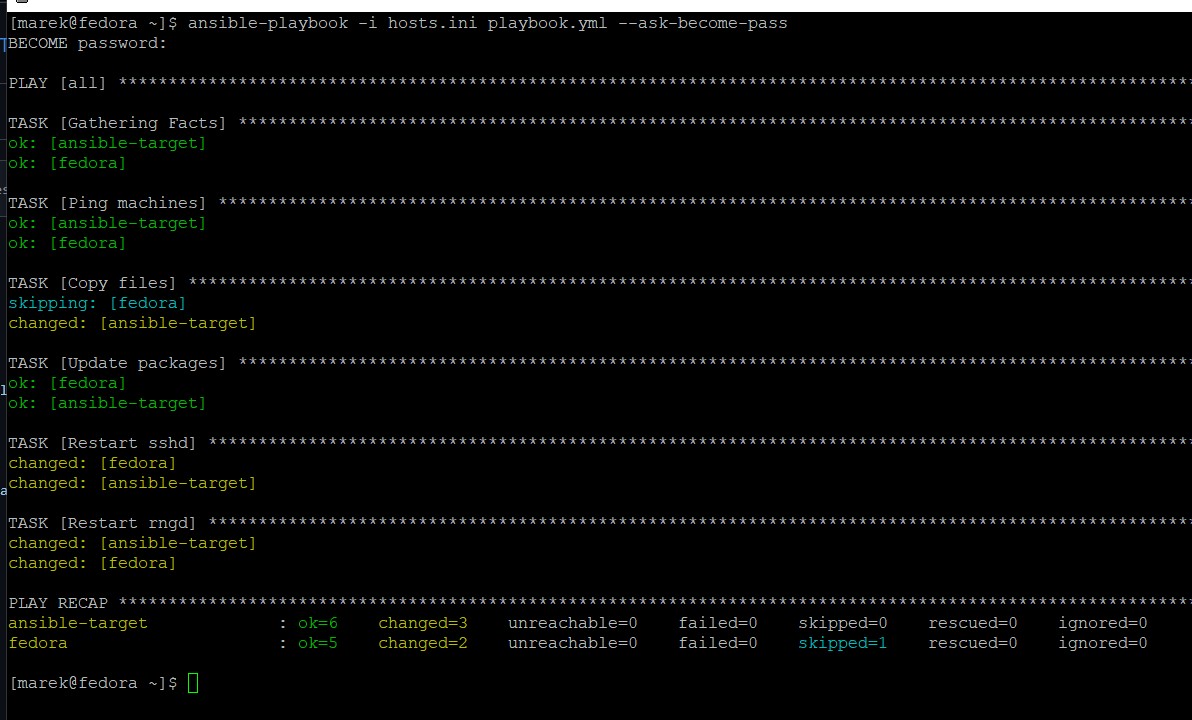 [marek@fedora ~]$ ansible-playbook -i hosts.ini playbook.yml --ask-become-pass
BECOME password:
PLAY [all] ***********************************************************************************************************
TASK [Gathering Facts] ***********************************************************************************************
ok: [ansible-target]
ok: [fedora]
TASK [Ping machines] *************************************************************************************************
ok: [ansible-target]
ok: [fedora]
TASK [Copy files] ****************************************************************************************************
skipping: [fedora]
changed: [ansible-target]
TASK [Update packages] ***********************************************************************************************
ok: [fedora]
ok: [ansible-target]
TASK [Restart sshd] **************************************************************************************************
changed: [fedora]
changed: [ansible-target]
TASK [Restart rngd] **************************************************************************************************
changed: [ansible-target]
changed: [fedora]
PLAY RECAP ***********************************************************************************************************
ansible-target             : ok=6    changed=3    unreachable=0    failed=0    skipped=0    rescued=0    ignored=0
fedora                     : ok=5    changed=2    unreachable=0    failed=0    skipped=1    rescued=0    ignored=0
[marek@fedora ~]$